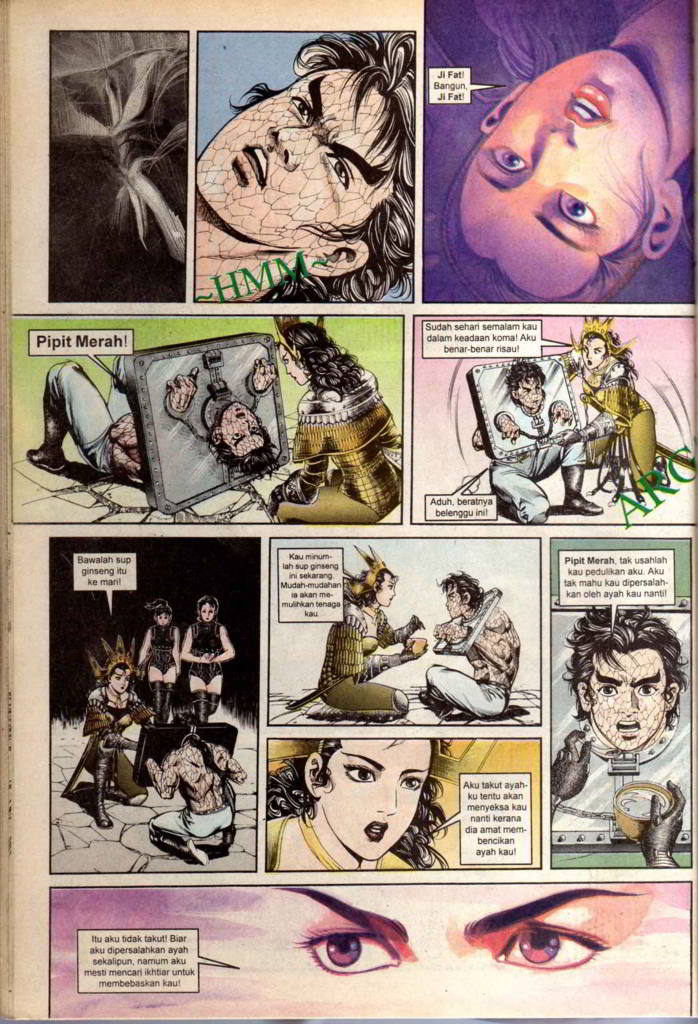 Ji Fat!
Bangun,
Ji Fat!
~HMM~
Pipit Merah!
Sudah sehari semalam kau
dalam keadaan koma! Aku
benar-benar risau!
Aduh, beratnya
belenggu ini!
ARG
Bawalah sup
ginseng itu
ke mari!
Kau minum-
lah sup ginseng
ini sekarang.
Mudah-mudahan
ia akan me-
mulihkan tenaga
kau.
Pipit Merah, tak usahlah
kau pedulikan aku. Aku
tak mahu kau dipersalah-
kan oleh ayah kau nanti!
Aku takut ayah-
ku tentu akan
menyeksa kau
nanti kerana
dia amat mem-
bencikan
ayah kau!
Itu aku tidak takut! Biar
aku dipersalahkan ayah
sekalipun, namum aku
mesti mencari ikhtiar untuk
membebaskan kau!